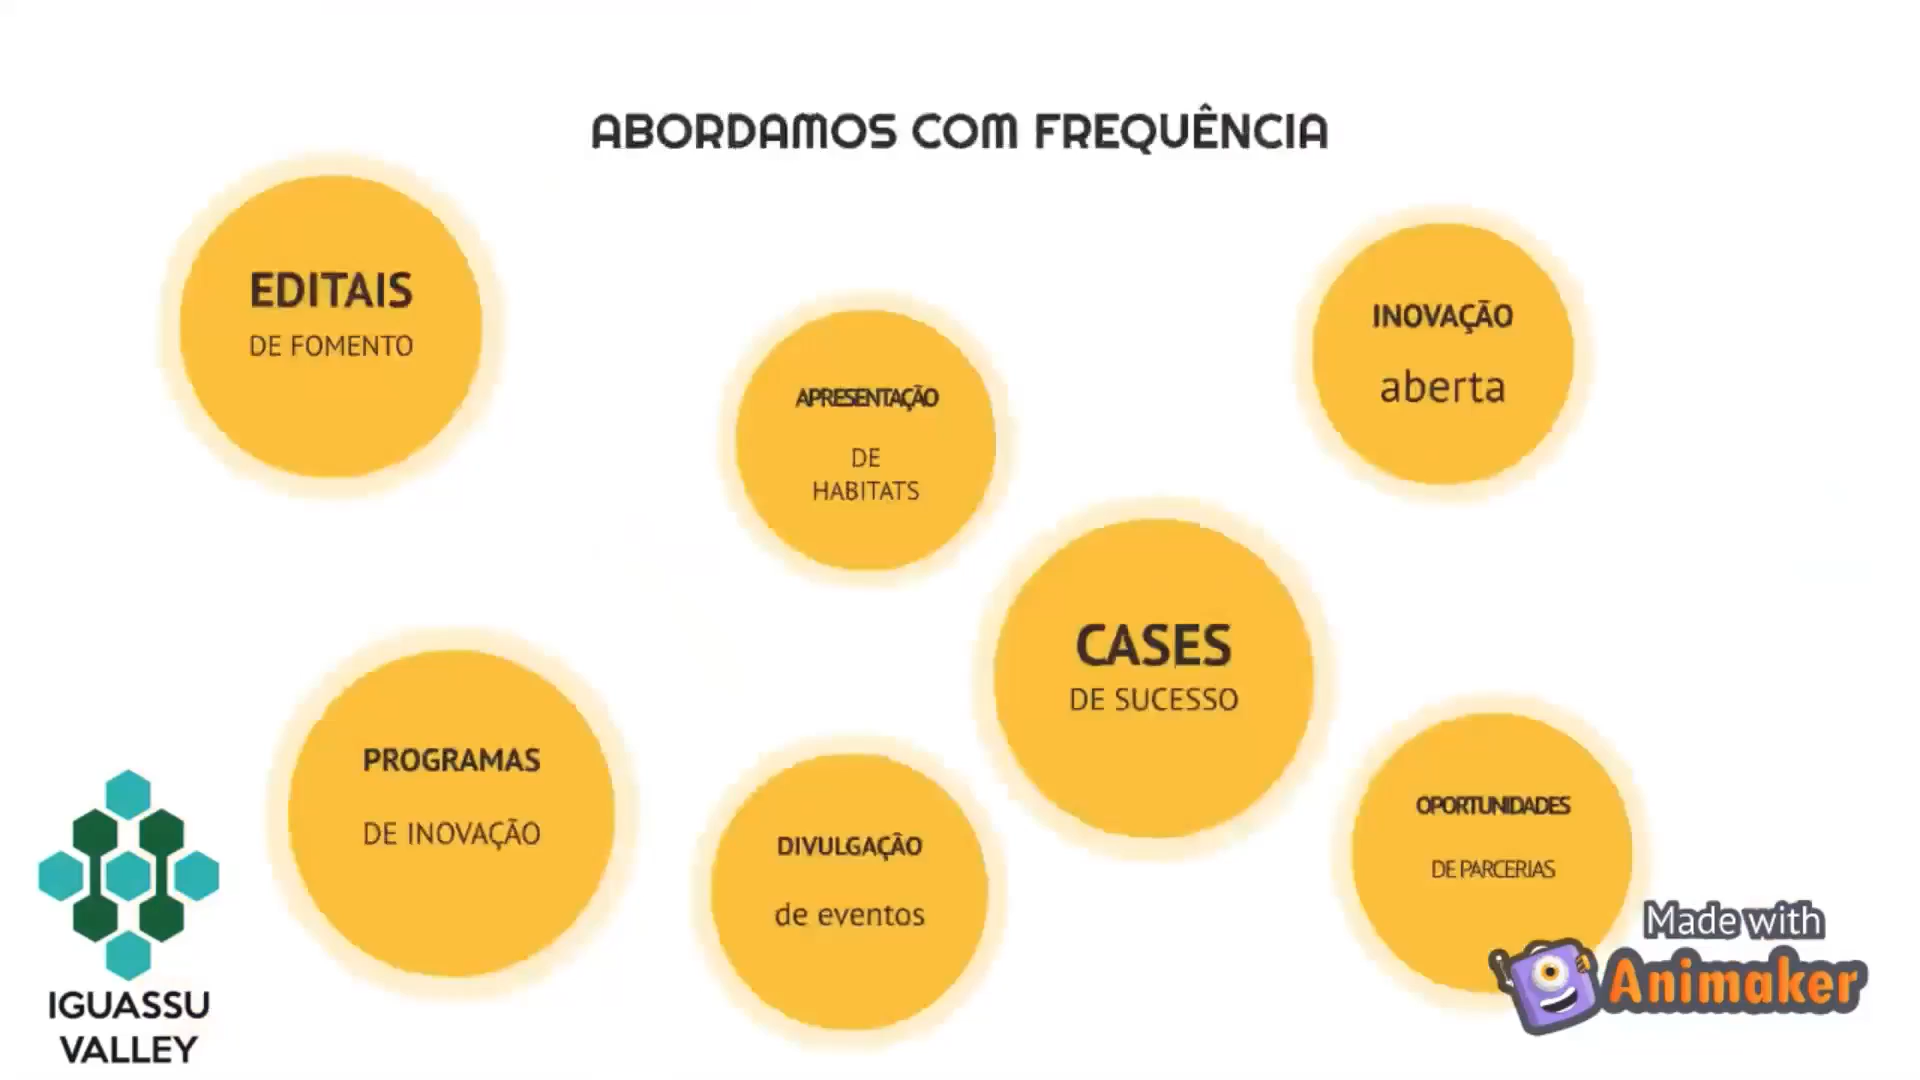 ABORDAMOS COM FREQUÊNCIA
EDITAIS
DE FOMENTO
APRESENTAÇÃO
DE
HABITATS
INOVAÇÃO
aberta
CASES
DE SUCESSO
PROGRAMAS
DE INOVAÇÃO
DIVULGAÇÃO
de eventos
OPORTUNIDADES
DE PARCERIAS
IGUASSU
VALLEY
Made with
Animaker